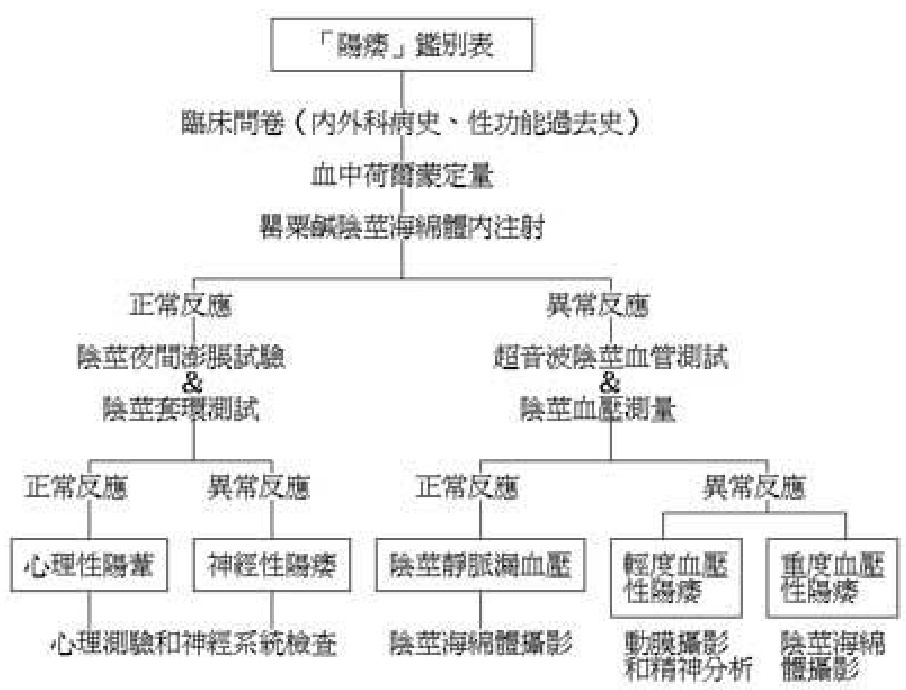 「陽痿」鑑別表
臨床問卷（內外科病史、性功能過去史）
血中荷爾蒙定量
罌粟鹹陰莖海綿體內注射
正常反應
異常反應
陰莖夜間澎脹試驗
&
陰莖套環測試
超音波陰莖血管測試
&
陰莖血壓測量
正常反應
異常反應
正常反應
異常反應
心理性陽萎
神經性陽痿
陰莖靜脈漏血壓
輕度血壓
性陽痿
重度血壓
性陽痿
心理測驗和神經系統檢查
陰莖海綿體攝影
動膜攝影
和精神分析
陰莖海綿
體攝影